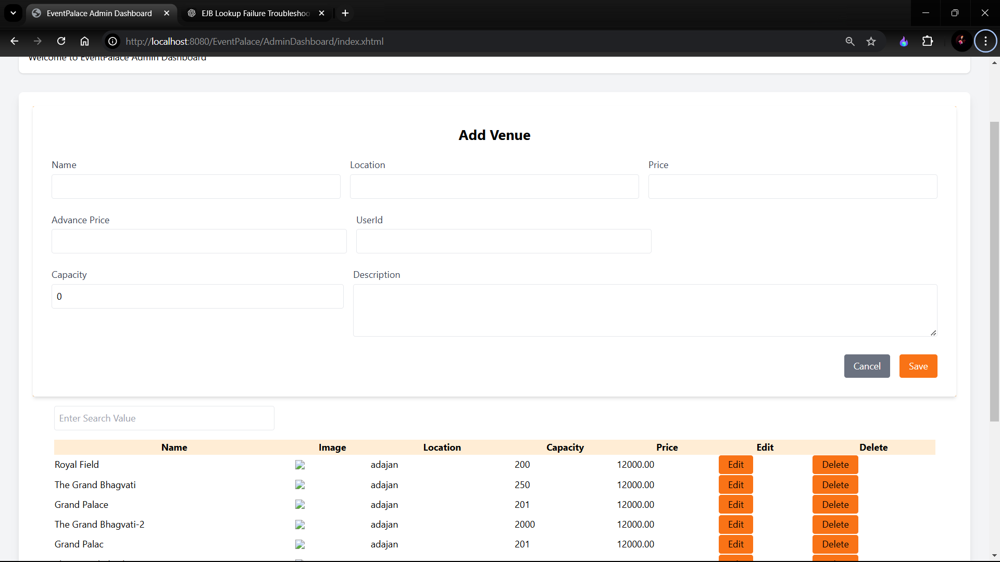 EventPalace Admin Dashboard
EJB Lookup Failure Troubleshoo
http://localhost:8080/EventPalace/AdminDashboard/index.xhtml
Welcome to EventPalace Admin Dashboard
Add Venue
Name Location Price
Advance Price UserId
Capacity Description
0
Cancel Save
Enter Search Value
Name Image Location Capacity Price Edit Delete
Royal Field adajan 200 12000.00 Edit Delete
The Grand Bhagvati adajan 250 12000.00 Edit Delete
Grand Palace adajan 201 12000.00 Edit Delete
The Grand Bhagvati-2 adajan 2000 12000.00 Edit Delete
Grand Palac adajan 201 12000.00 Edit Delete